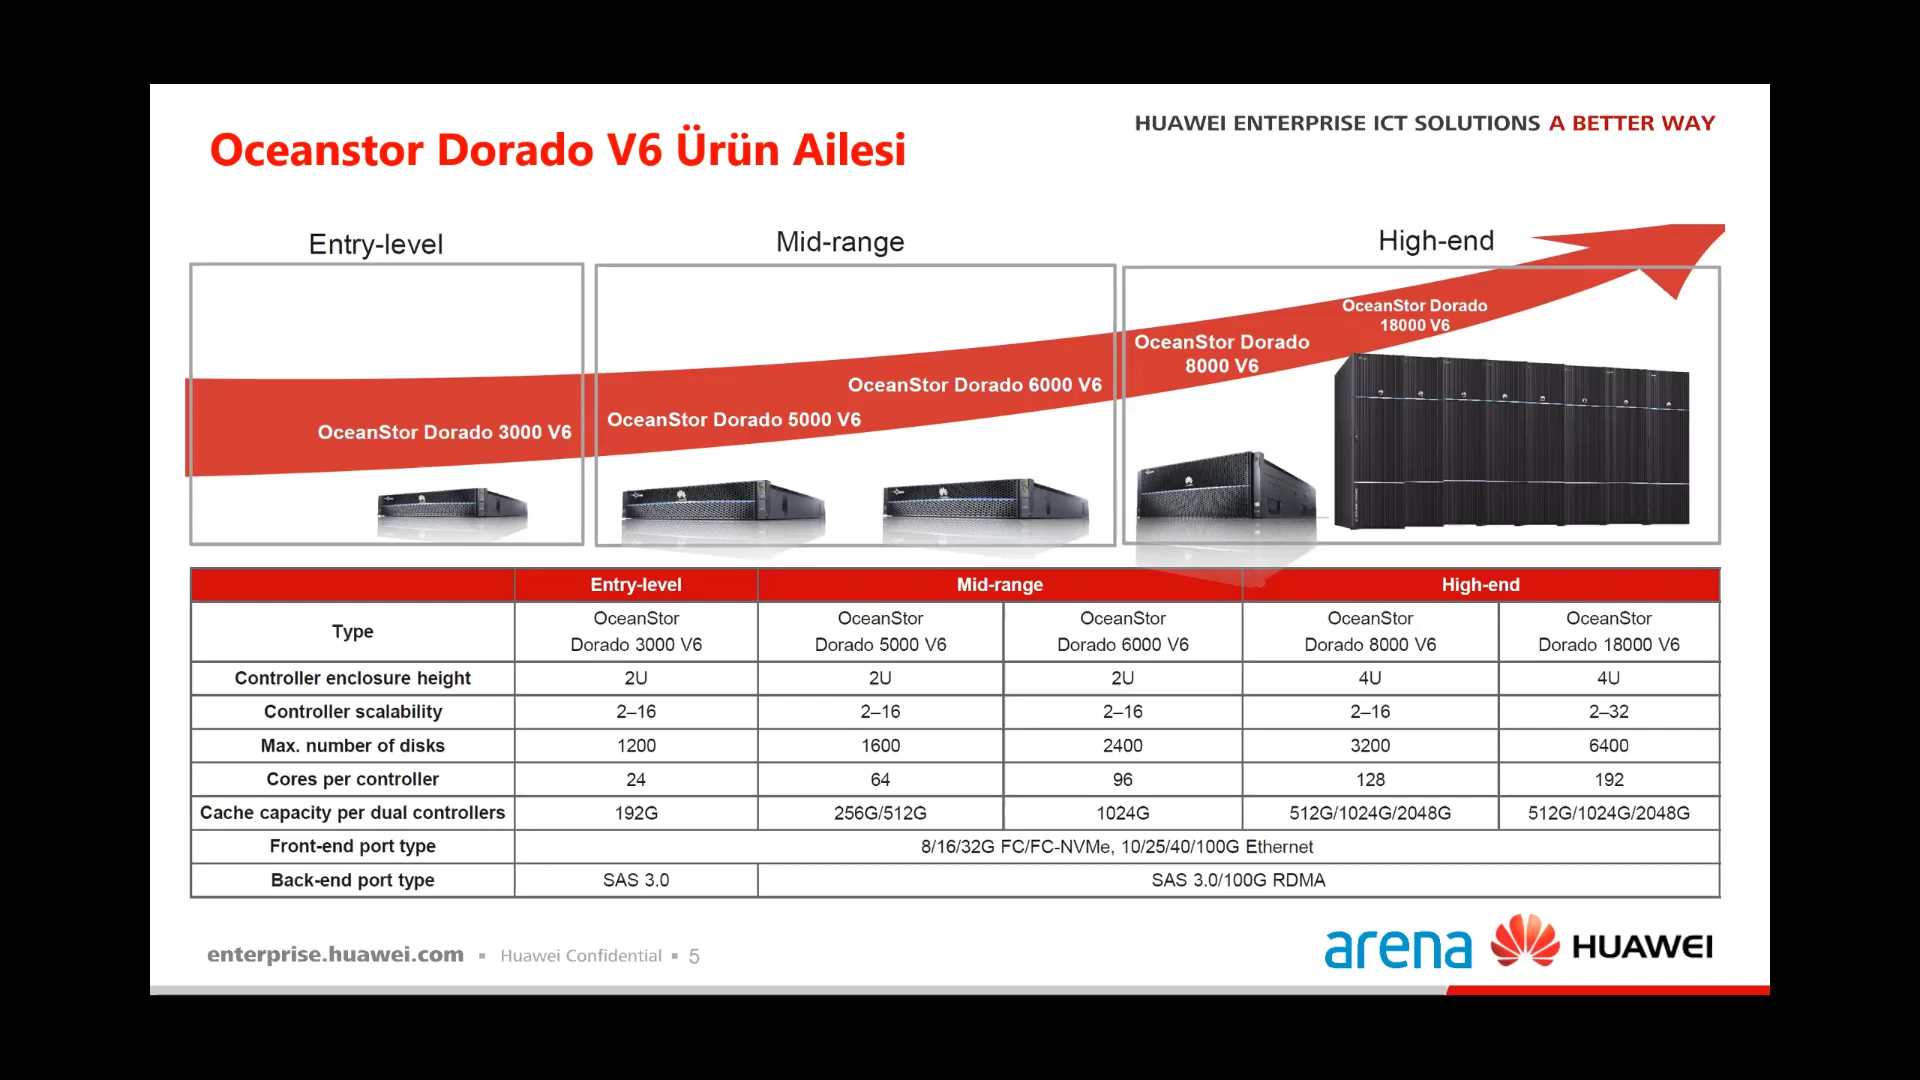 HUAWEI ENTERPRISE ICT SOLUTIONS A BETTER WAY
Oceanstor Dorado V6 Ürün Ailesi
Entry-level
Mid-range
High-end
OceanStor Dorado 3000 V6
OceanStor Dorado 5000 V6
OceanStor Dorado 6000 V6
OceanStor Dorado
8000 V6
OceanStor Dorado
18000 V6
Entry-level Mid-range High-end
Type
OceanStor
Dorado 3000 V6
OceanStor
Dorado 5000 V6
OceanStor
Dorado 6000 V6
OceanStor
Dorado 8000 V6
OceanStor
Dorado 18000 V6
Controller enclosure height 2U 2U 2U 4U 4U
Controller scalability 2–16 2–16 2–16 2–16 2–32
Max. number of disks 1200 1600 2400 3200 6400
Cores per controller 24 64 96 128 192
Cache capacity per dual controllers 192G 256G/512G 1024G 512G/1024G/2048G 512G/1024G/2048G
Front-end port type 8/16/32G FC/FC-NVMe, 10/25/40/100G Ethernet
Back-end port type SAS 3.0 SAS 3.0/100G RDMA
enterprise.huawei.com ▪ Huawei Confidential ▪ 5
arena HUAWEI